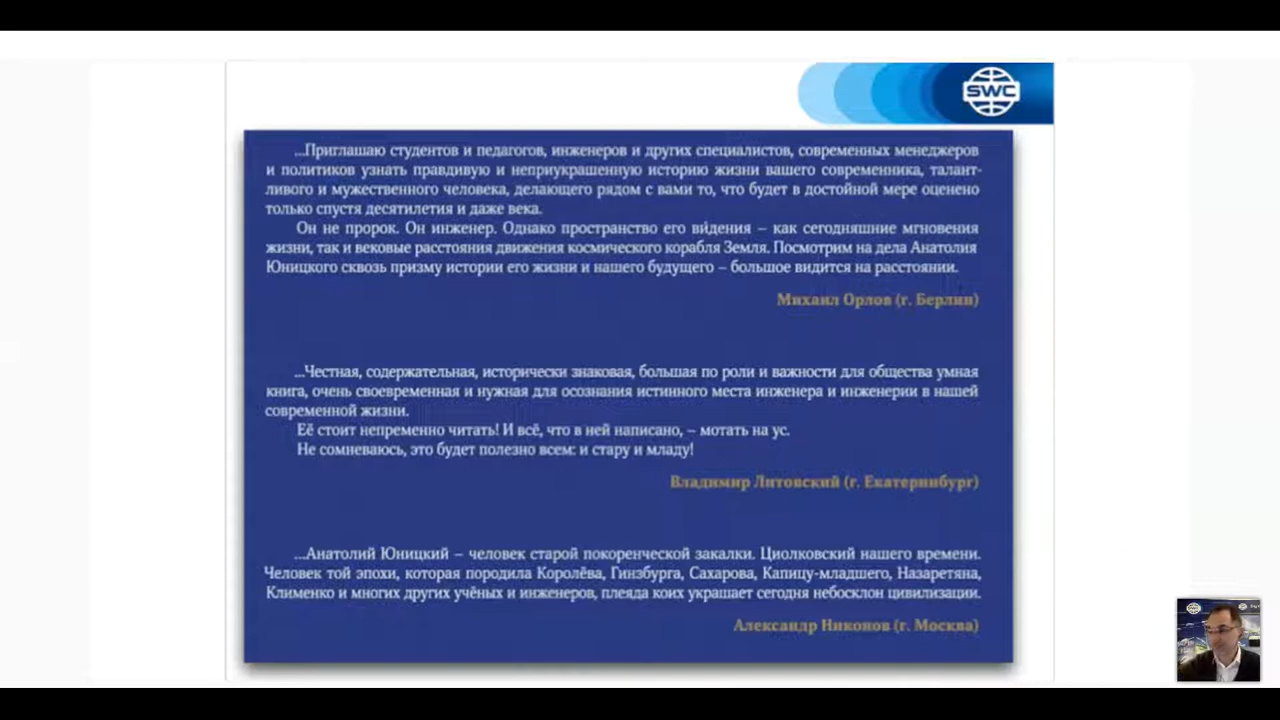 SWC
...Приглашаю студентов и педагогов, инженеров и других специалистов, современных менеджеров
и политиков узнать правдивую и неприукрашенную историю жизни вашего современника, талант-
ливого и мужественного человека, делающего рядом с вами то, что будет в достойной мере оценено
только спустя десятилетия и даже века.
Он не пророк. Он инженер. Однако пространство его ви́дения – как сегодняшние мгновения
жизни, так и вековые расстояния движения космического корабля Земля. Посмотрим на дела Анатолия
Юницкого сквозь призму истории его жизни и нашего будущего – большое видится на расстоянии.
Михаил Орлов (г. Берлин)
...Честная, содержательная, исторически знаковая, большая по роли и важности для общества умная
книга, очень своевременная и нужная для осознания истинного места инженера и инженерии в нашей
современной жизни.
Её стоит непременно читать! И всё, что в ней написано, – мотать на ус.
Не сомневаюсь, это будет полезно всем: и стару и младу!
Владимир Литовский (г. Екатеринбург)
...Анатолий Юницкий – человек старой покоренческой закалки. Циолковский нашего времени.
Человек той эпохи, которая породила Королёва, Гинзбурга, Сахарова, Капицу-младшего, Назаретяна,
Клименко и многих других учёных и инженеров, плеяда коих украшает сегодня небосклон цивилизации.
Александр Никонов (г. Москва)